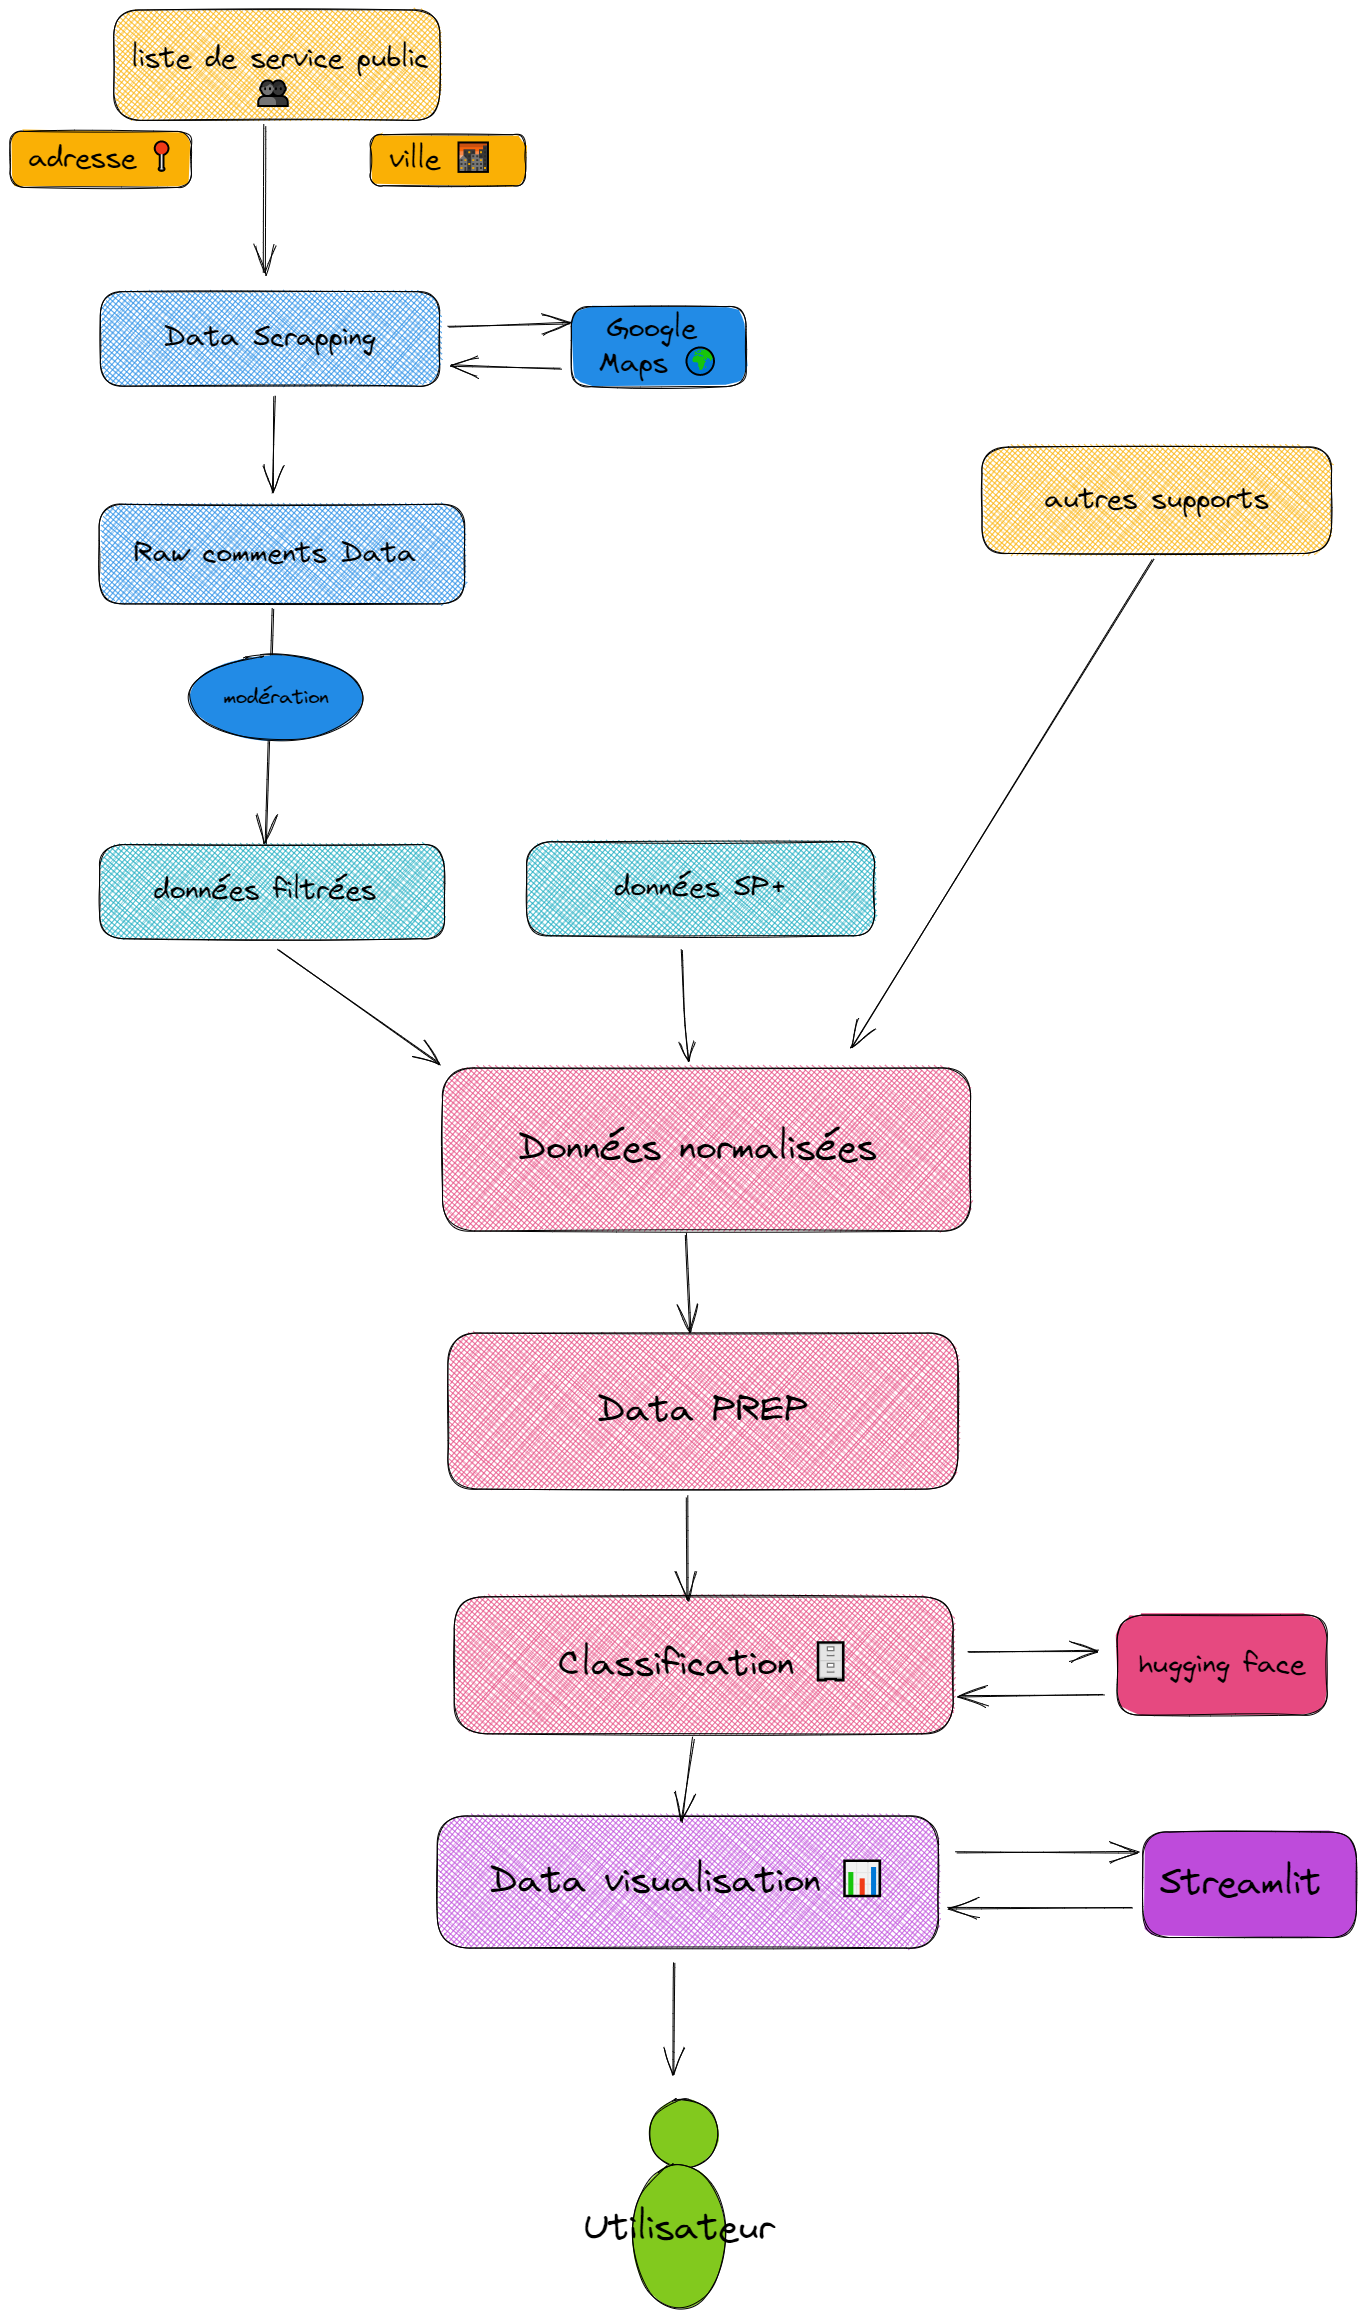 liste de service public
adresse
ville
Data Scrapping
Google
Maps
autres supports
Raw comments Data
modération
données filtrées
données SP+
Données normalisées
Data PREP
Classification
hugging face
Data visualisation
Streamlit
Utilisateur